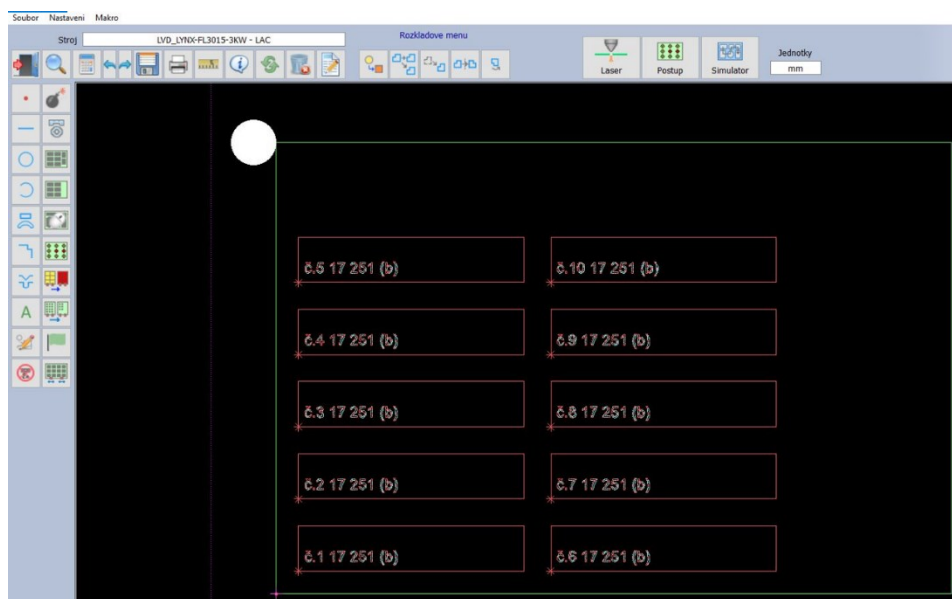 Soubor Nastaveni Makro
Stroj LVD_LYNX-FL3015-3KW - LAC
Rozkladove menu
Laser Postup Simulator
Jednotky
mm
A
č.5 17 251 (b) č.10 17 251 (b)
č.4 17 251 (b) č.9 17 251 (b)
č.3 17 251 (b) č.8 17 251 (b)
č.2 17 251 (b) č.7 17 251 (b)
č.1 17 251 (b) č.6 17 251 (b)